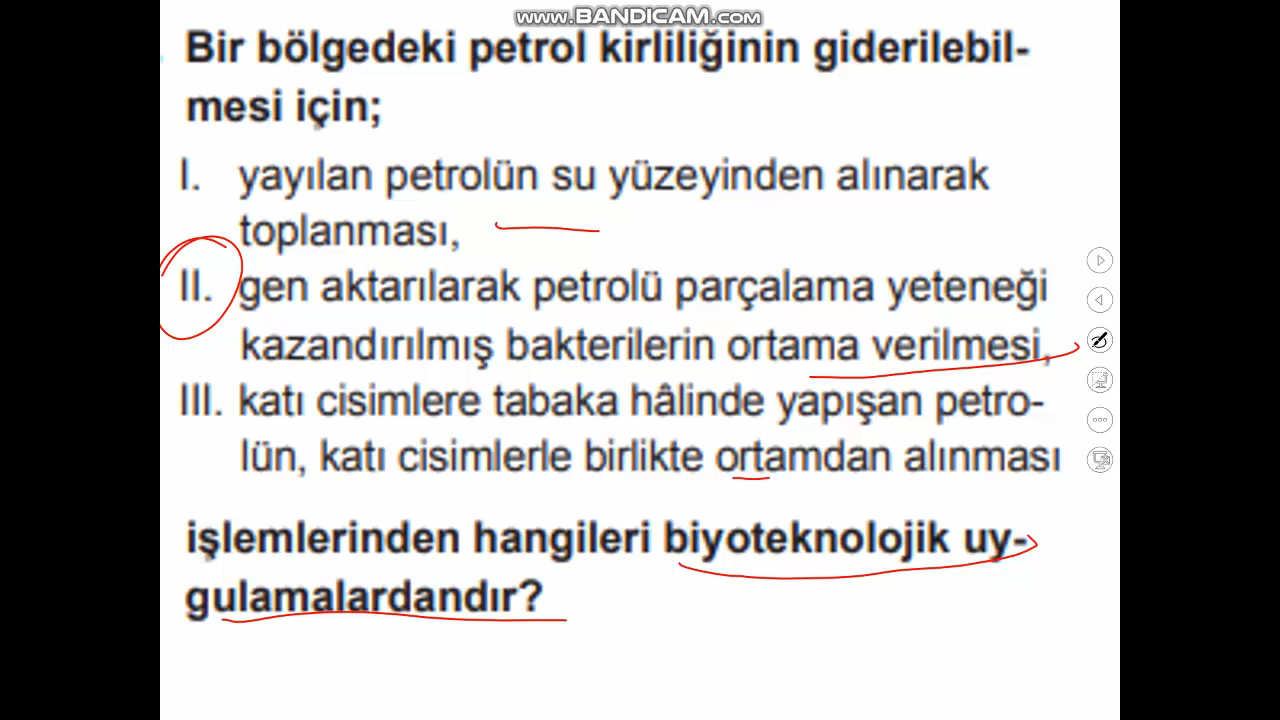 www.BANDICAM.com
Bir bölgedeki petrol kirliliğinin giderilebil-
mesi için;
I. yayılan petrolün su yüzeyinden alınarak
toplanması,
II. gen aktarılarak petrolü parçalama yeteneği
kazandırılmış bakterilerin ortama verilmesi,
III. katı cisimlere tabaka hâlinde yapışan petro-
lün, katı cisimlerle birlikte ortamdan alınması
işlemlerinden hangileri biyoteknolojik uy-
gulamalardandır?